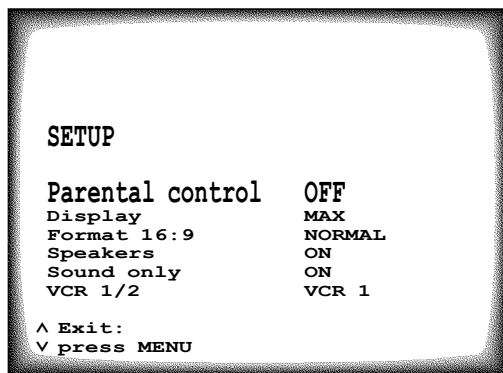 SETUP
Parental control OFF
Display MAX
Format 16:9 NORMAL
Speakers ON
Sound only ON
VCR 1/2 VCR 1
∧ Exit:
∨ press MENU